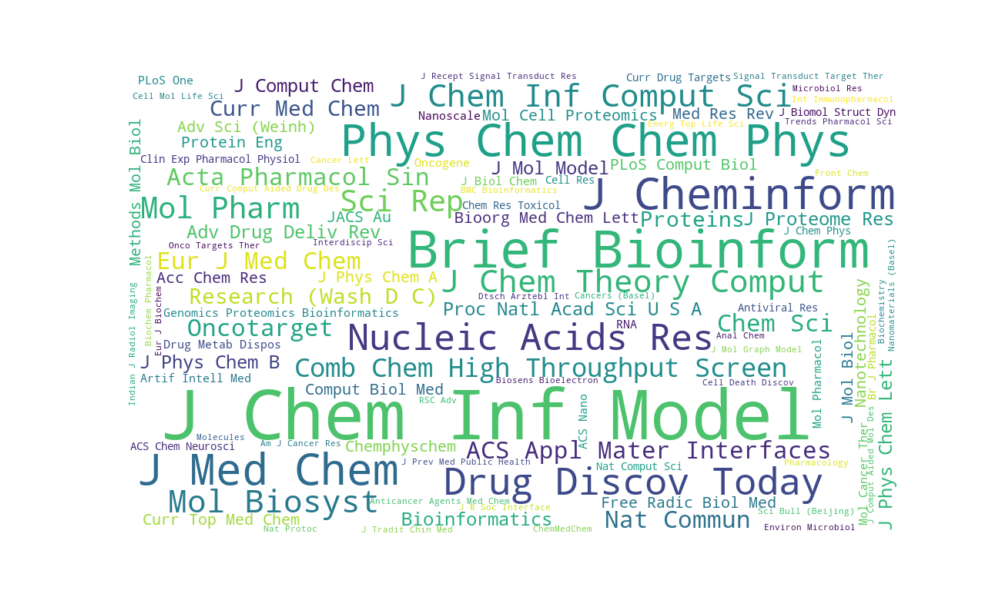 J Recept Signal Transduct Res
Curr Drug Targets
Signal Transduct Target Ther
PLoS One
J Comput Chem
J Chem Inf Comput Sci
Microbiol Res
Cell Mol Life Sci
Int Immunopharmacol
Curr Med Chem
Nanoscale
Mol Cell Proteomics
Med Res Rev
J Biomol Struct Dyn
Trends Pharmacol Sci
Adv Sci (Weinh)
Phys Chem Chem Phys
Emerg Top Life Sci
Protein Eng
Methods Mol Biol
Clin Exp Pharmacol Physiol
Cancer Lett
Oncogene
J Mol Model
PLoS Comput Biol
Front Chem
Acta Pharmacol Sin
J Biol Chem
Cell Res
Curr Comput Aided Drug Des
BMC Bioinformatics
J Cheminform
Sci Rep
Mol Pharm
Chem Res Toxicol
JACS Au
Bioorg Med Chem Lett
Proteins
J Proteome Res
Adv Drug Deliv Rev
J Chem Phys
Onco Targets Ther
Interdiscip Sci
Brief Bioinform
Eur J Med Chem
Acc Chem Res
J Phys Chem A
J Chem Theory Comput
Research (Wash D C)
Dtsch Arztebl Int
Cancers (Basel)
Genomics Proteomics Bioinformatics
Proc Natl Acad Sci U S A
Antiviral Res
Oncotarget
Nucleic Acids Res
RNA
Chem Sci
Anal Chem
Drug Metab Dispos
J Mol Graph Model
J Phys Chem B
Comb Chem High Throughput Screen
Artif Intell Med
Comput Biol Med
Biosens Bioelectron
Cell Death Discov
RSC Adv
J Chem Inf Model
Indian J Radiol Imaging
Biochem Pharmacol
Eur J Biochem
ACS Nano
Mol Pharmacol
J Mol Biol
Nanotechnology
Br J Pharmacol
Biochemistry
Nanomaterials (Basel)
Mol Cancer Ther
J Comput Aided Mol Des
J Phys Chem Lett
Molecules
ACS Chem Neurosci
Am J Cancer Res
Chemphyschem
ACS Appl Mater Interfaces
J Med Chem
J Prev Med Public Health
Nat Comput Sci
Pharmacology
Drug Discov Today
Mol Biosyst
Anticancer Agents Med Chem
J R Soc Interface
Free Radic Biol Med
Sci Bull (Beijing)
Curr Top Med Chem
Bioinformatics
Nat Commun
Nat Protoc
J Tradit Chin Med
ChemMedChem
Environ Microbiol